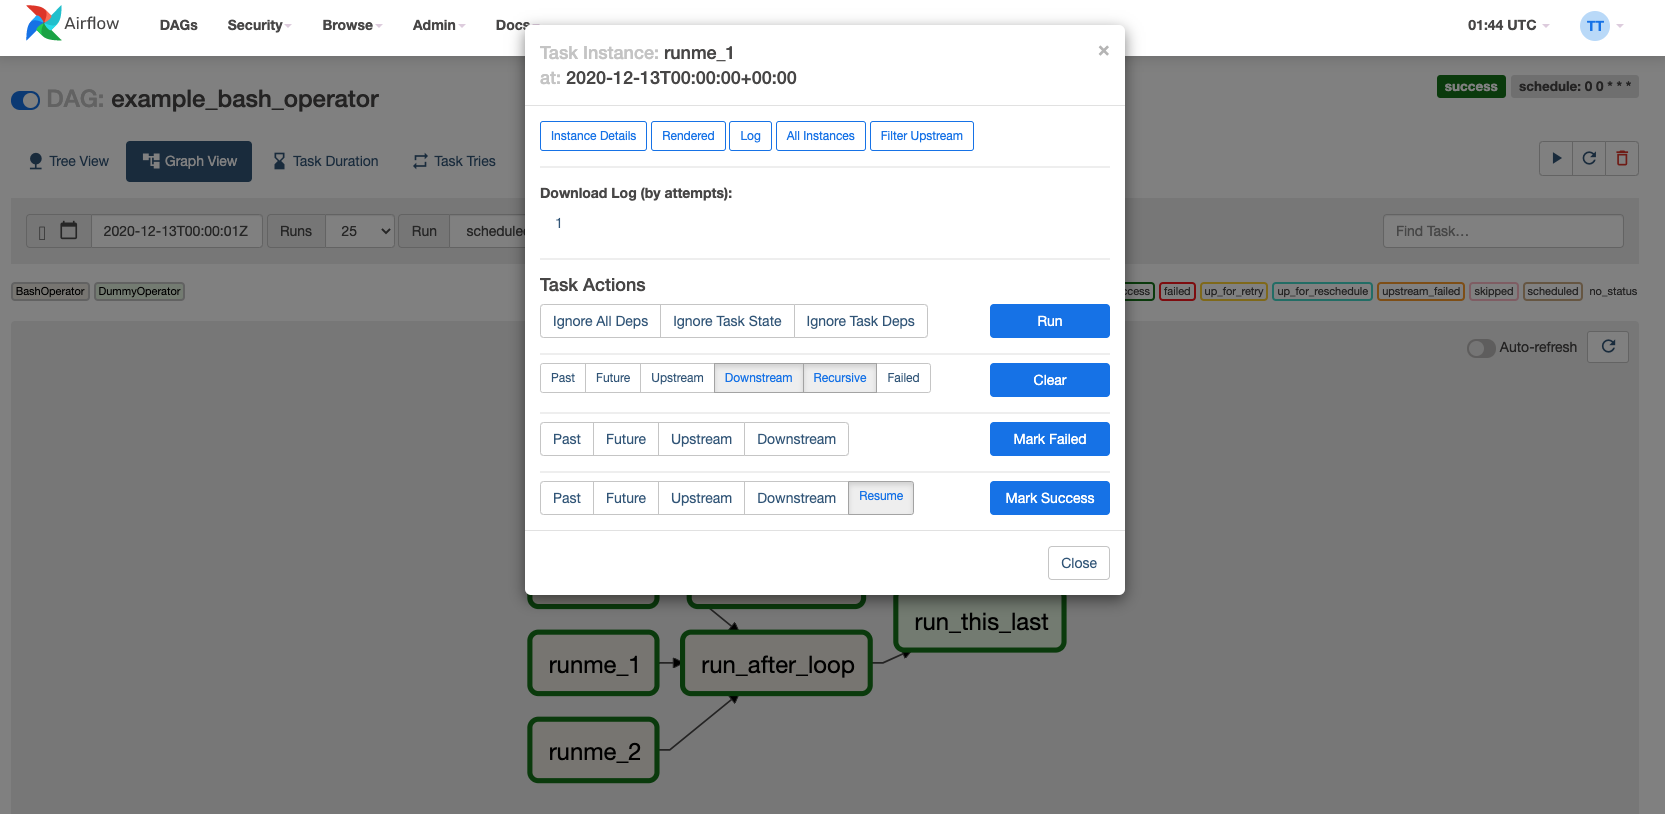 Airflow DAGs Security Browse Admin Docs 01:44 UTC TT
Task Instance: runme_1 ×
at: 2020-12-13T00:00:00+00:00
DAG: example_bash_operator success schedule: 0 0 * * *
Instance Details Rendered Log All Instances Filter Upstream
Tree View Graph View Task Duration Task Tries
Download Log (by attempts):
1
2020-12-13T00:00:01Z Runs 25 Run Find Task...
Task Actions
BashOperator DummyOperator failed up_for_retry up_for_reschedule upstream_failed skipped scheduled no_status
Ignore All Deps Ignore Task State Ignore Task Deps Run
Auto-refresh
Past Future Upstream Downstream Recursive Failed Clear
Past Future Upstream Downstream Mark Failed
Past Future Upstream Downstream Resume Mark Success
Close
run_this_last
runme_1 run_after_loop
runme_2